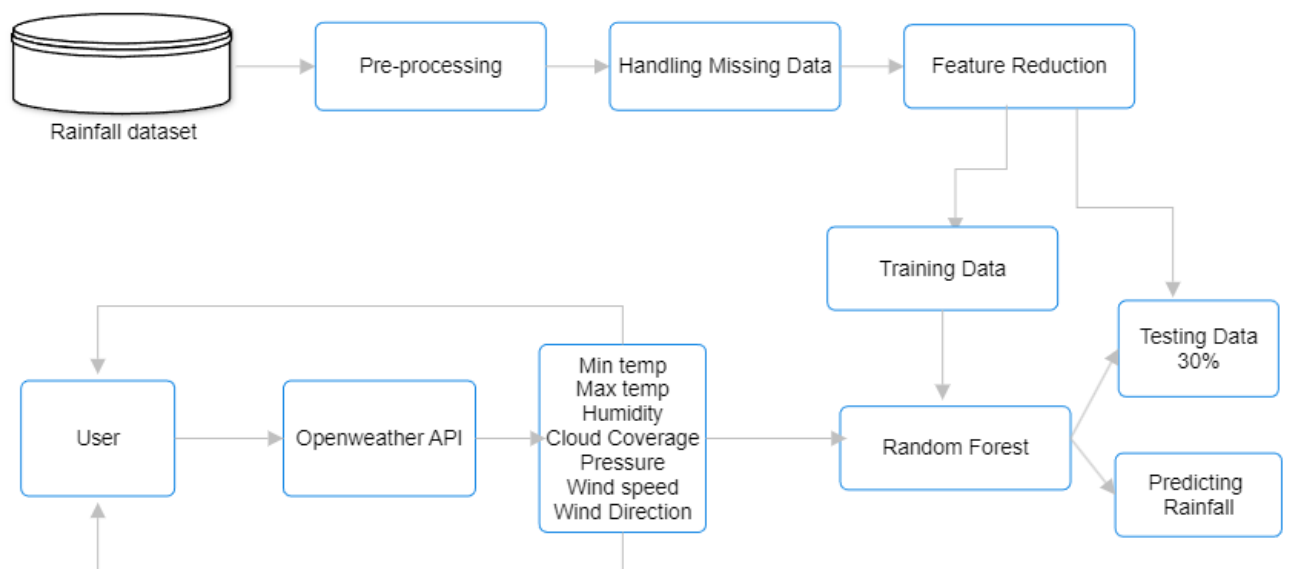 Rainfall dataset
Pre-processing
Handling Missing Data
Feature Reduction
Training Data
Testing Data
30%
User
Openweather API
Min temp
Max temp
Humidity
Cloud Coverage
Pressure
Wind speed
Wind Direction
Random Forest
Predicting
Rainfall